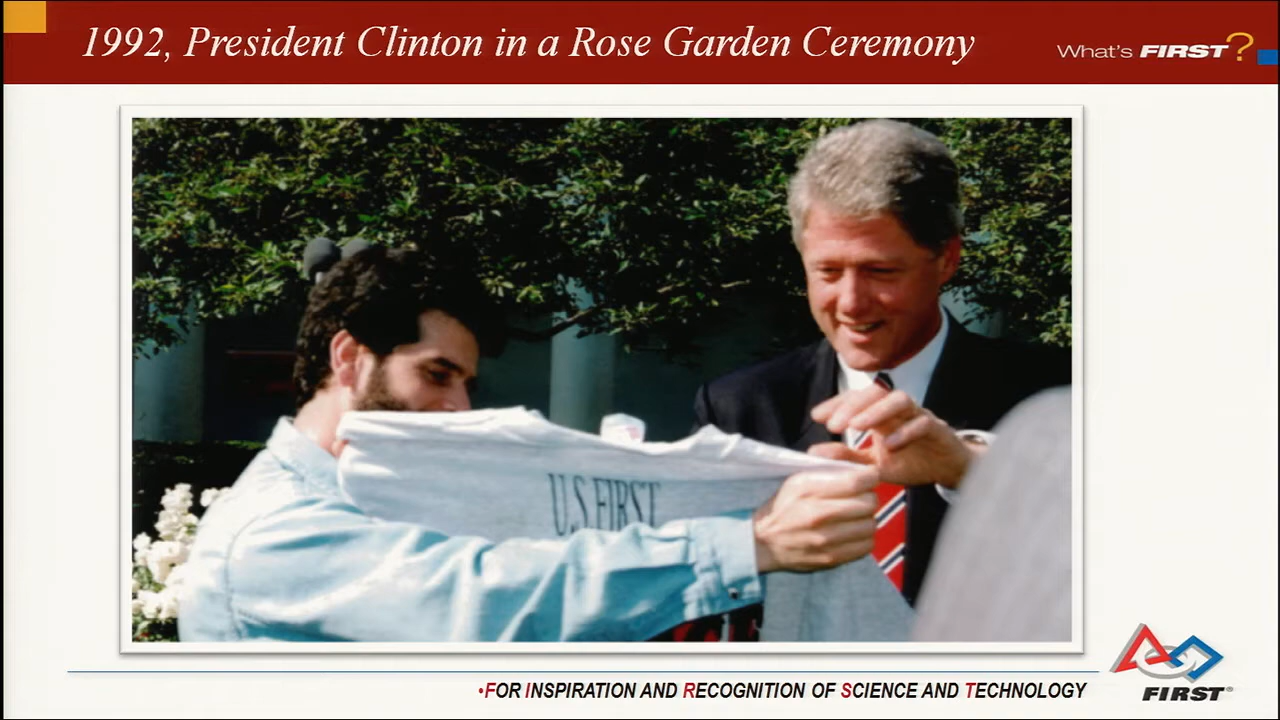 1992, President Clinton in a Rose Garden Ceremony
What's FIRST?
U.S.FIRST
•FOR INSPIRATION AND RECOGNITION OF SCIENCE AND TECHNOLOGY
FIRST®